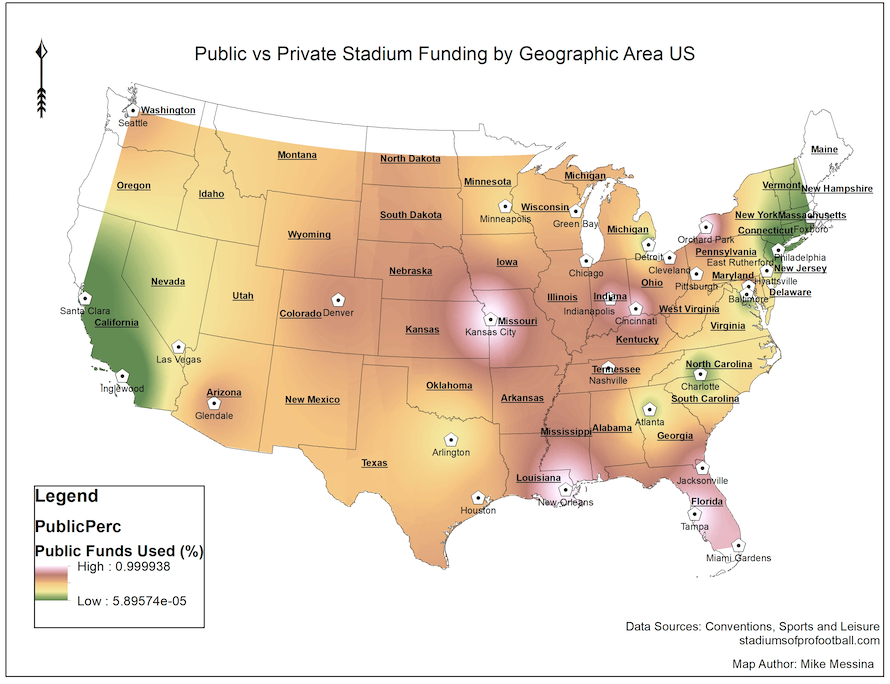 Public vs Private Stadium Funding by Geographic Area US
Washington
Seattle
Maine
Montana
North Dakota
Michigan
Minnesota
Vermont
New Hampshire
Oregon
Idaho
South Dakota
Wisconsin
Minneapolis
Green Bay
Michigan
New York
Massachusetts
Wyoming
Connecticut
Foxboro
Orchard Park
Pennsylvania
Philadelphia
Detroit
Cleveland
East Rutherford
New Jersey
Iowa
Nebraska
Chicago
Ohio
Maryland
Hyattsville
Pittsburgh
Nevada
Utah
Illinois
Indiana
Baltimore
Delaware
Santa Clara
California
Colorado
Denver
Indianapolis
Cincinnati
West Virginia
Kansas
Missouri
Kansas City
Virginia
Kentucky
Las Vegas
Tennessee
Nashville
North Carolina
Charlotte
Inglewood
Arizona
Glendale
New Mexico
Oklahoma
Arkansas
South Carolina
Atlanta
Mississippi
Alabama
Georgia
Arlington
Texas
Louisiana
New Orleans
Jacksonville
Houston
Florida
Tampa
Miami Gardens
Legend
PublicPerc
Public Funds Used (%)
High : 0.999938
Low : 5.89574e-05
Data Sources: Conventions, Sports and Leisure
stadiumsofprofootball.com
Map Author: Mike Messina